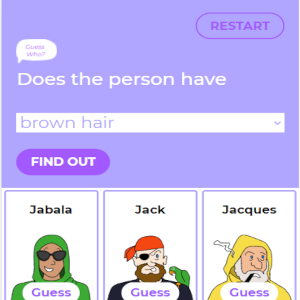 RESTART
Guess
Who?
Does the person have
brown hair
FIND OUT
Jabala Jack Jacques
Guess Guess Guess